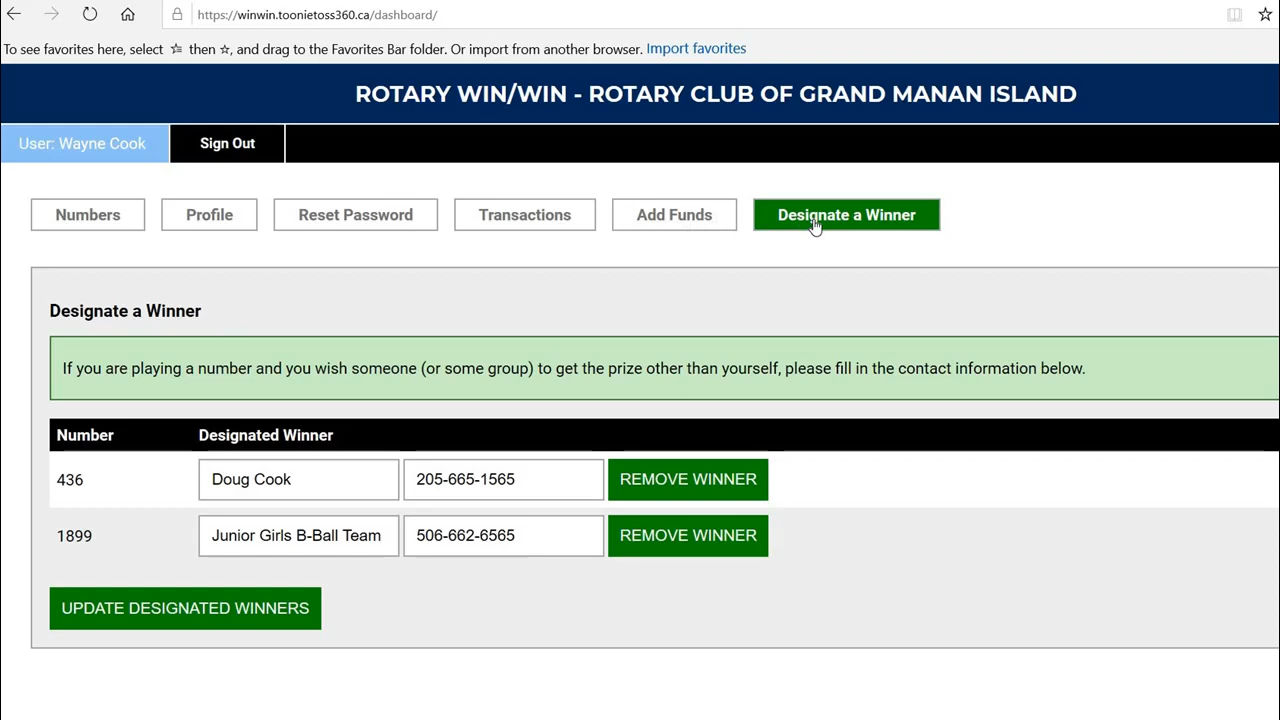 https://winwin.toonietoss360.ca/dashboard/
To see favorites here, select then , and drag to the Favorites Bar folder. Or import from another browser. Import favorites
ROTARY WIN/WIN - ROTARY CLUB OF GRAND MANAN ISLAND
User: Wayne Cook Sign Out
Numbers Profile Reset Password Transactions Add Funds Designate a Winner
Designate a Winner
If you are playing a number and you wish someone (or some group) to get the prize other than yourself, please fill in the contact information below.
Number Designated Winner
436 Doug Cook 205-665-1565 REMOVE WINNER
1899 Junior Girls B-Ball Team 506-662-6565 REMOVE WINNER
UPDATE DESIGNATED WINNERS